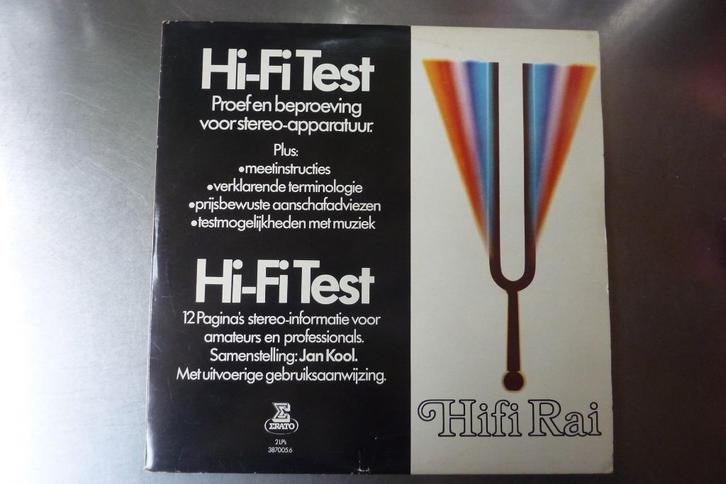 Hi-Fi Test
Proef en beproeving
voor stereo-apparatuur.
Plus:
•meetinstructies
•verklarende terminologie
•prijsbewuste aanschafadviezen
•testmogelijkheden met muziek
Hi-Fi Test
12 Pagina's stereo-informatie voor
amateurs en professionals.
Samenstelling: Jan Kool.
Met uitvoerige gebruiksaanwijzing.
ERATO
2 LP's
387005.6
Hifi Rai